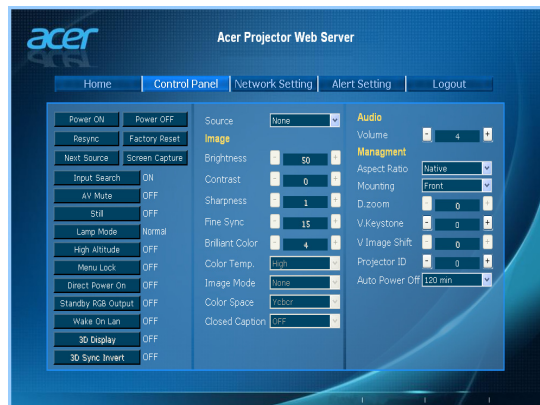 acer
Acer Projector Web Server
Home Control Panel Network Setting Alert Setting Logout
Power ON Power OFF
Resync Factory Reset
Next Source Screen Capture
Input Search ON
AV Mute OFF
Still OFF
Lamp Mode Normal
High Altitude OFF
Menu Lock OFF
Direct Power On OFF
Standby RGB Output OFF
Wake On Lan OFF
3D Display OFF
3D Sync Invert OFF
Source None
Image
Brightness - 50 +
Contrast - 0 +
Sharpness - 1 +
Fine Sync - 15 +
Brilliant Color - 4 +
Color Temp. High
Image Mode None
Color Space Ycbcr
Closed Caption OFF
Audio
Volume - 4 +
Managment
Aspect Ratio Native
Mounting Front
D.zoom - 0 +
V.Keystone - 0 +
V Image Shift - 0 +
Projector ID - 0 +
Auto Power Off 120 min